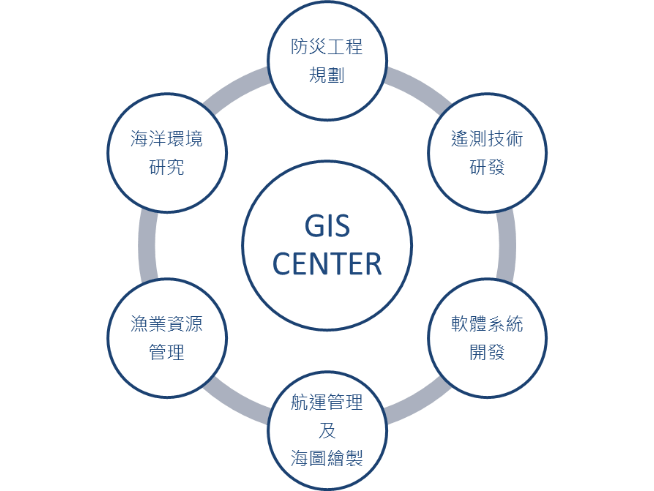 防災工程
規劃
遙測技術
研發
軟體系統
開發
航運管理
及
海圖繪製
漁業資源
管理
海洋環境
研究
GIS
CENTER